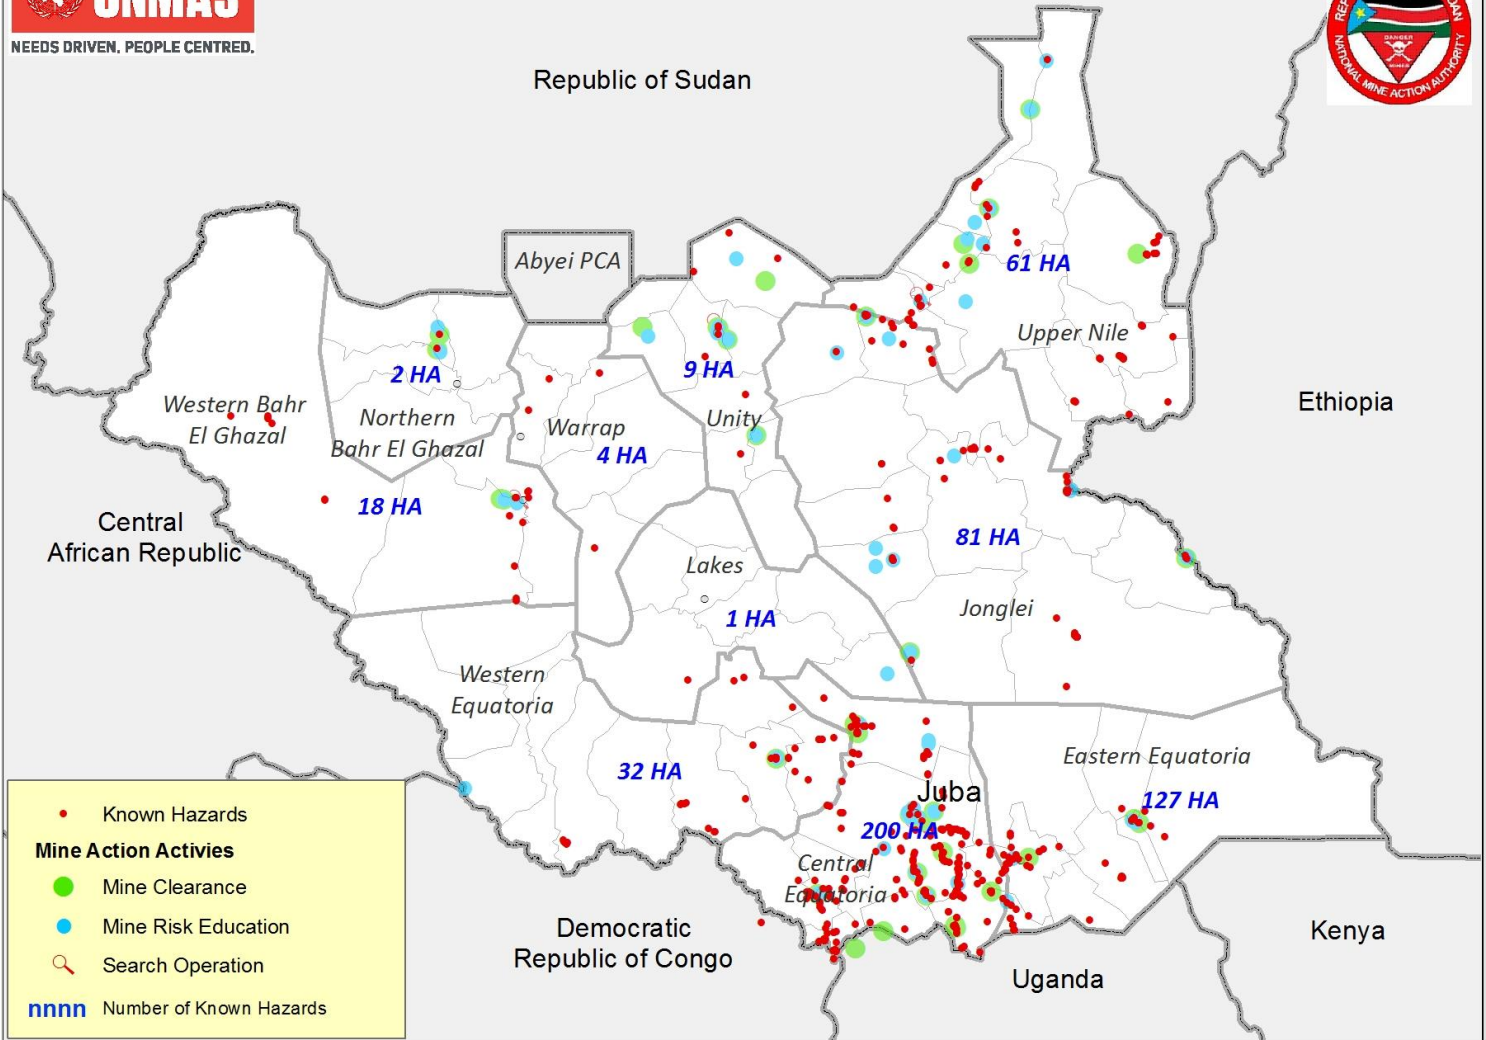 UNMAS
NEEDS DRIVEN. PEOPLE CENTRED.
NATIONAL MINE ACTION AUTHORITY
DANGER
MINES
Republic of Sudan
Abyei PCA
61 HA
Upper Nile
2 HA
9 HA
Ethiopia
Western Bahr
El Ghazal
Northern
Bahr El Ghazal
Warrap
4 HA
Unity
18 HA
Central
African Republic
81 HA
Lakes
1 HA
Jonglei
Western
Equatoria
32 HA
Eastern Equatoria
127 HA
Juba
200 HA
Central
Equatoria
Democratic
Republic of Congo
Uganda
Kenya
Known Hazards
Mine Action Activies
Mine Clearance
Mine Risk Education
Search Operation
nnnn Number of Known Hazards